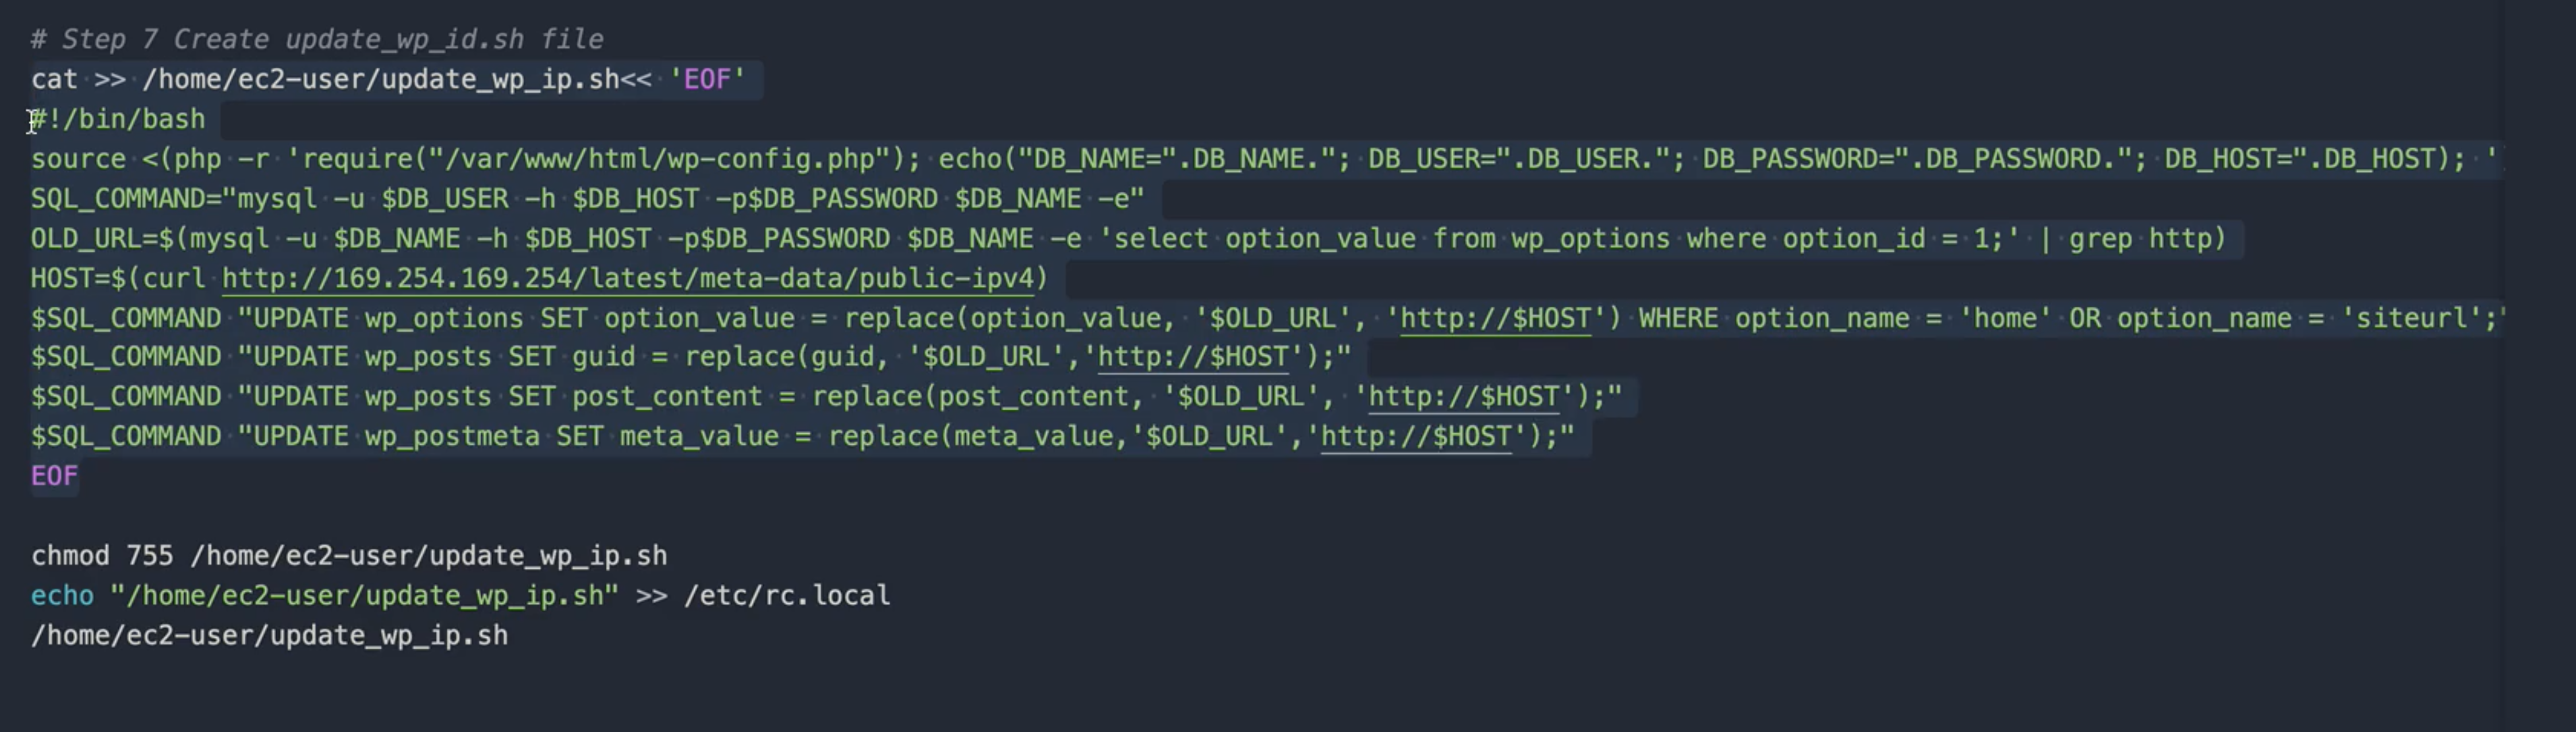 # Step 7 Create update_wp_id.sh file
cat >> /home/ec2-user/update_wp_ip.sh<< 'EOF'
#!/bin/bash
source <(php -r 'require("/var/www/html/wp-config.php"); echo("DB_NAME=".DB_NAME."; DB_USER=".DB_USER."; DB_PASSWORD=".DB_PASSWORD."; DB_HOST=".DB_HOST); '
SQL_COMMAND="mysql -u $DB_USER -h $DB_HOST -p$DB_PASSWORD $DB_NAME -e"
OLD_URL=$(mysql -u $DB_NAME -h $DB_HOST -p$DB_PASSWORD $DB_NAME -e 'select option_value from wp_options where option_id = 1;' | grep http)
HOST=$(curl http://169.254.169.254/latest/meta-data/public-ipv4)
$SQL_COMMAND "UPDATE wp_options SET option_value = replace(option_value, '$OLD_URL', 'http://$HOST') WHERE option_name = 'home' OR option_name = 'siteurl';"
$SQL_COMMAND "UPDATE wp_posts SET guid = replace(guid, '$OLD_URL','http://$HOST');"
$SQL_COMMAND "UPDATE wp_posts SET post_content = replace(post_content, '$OLD_URL', 'http://$HOST');"
$SQL_COMMAND "UPDATE wp_postmeta SET meta_value = replace(meta_value,'$OLD_URL','http://$HOST');"
EOF
chmod 755 /home/ec2-user/update_wp_ip.sh
echo "/home/ec2-user/update_wp_ip.sh" >> /etc/rc.local
/home/ec2-user/update_wp_ip.sh